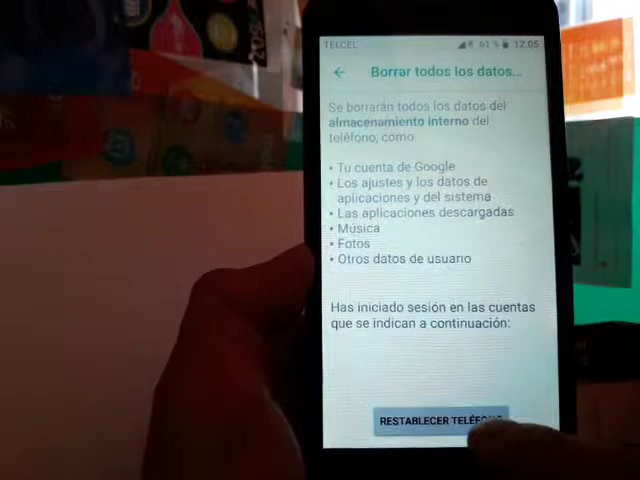 TELCEL 61 % 12:05
Borrar todos los datos...
Se borrarán todos los datos del
almacenamiento interno del
teléfono, como:
• Tu cuenta de Google
• Los ajustes y los datos de
aplicaciones y del sistema
• Las aplicaciones descargadas
• Música
• Fotos
• Otros datos de usuario
Has iniciado sesión en las cuentas
que se indican a continuación:
RESTABLECER TELÉFONO